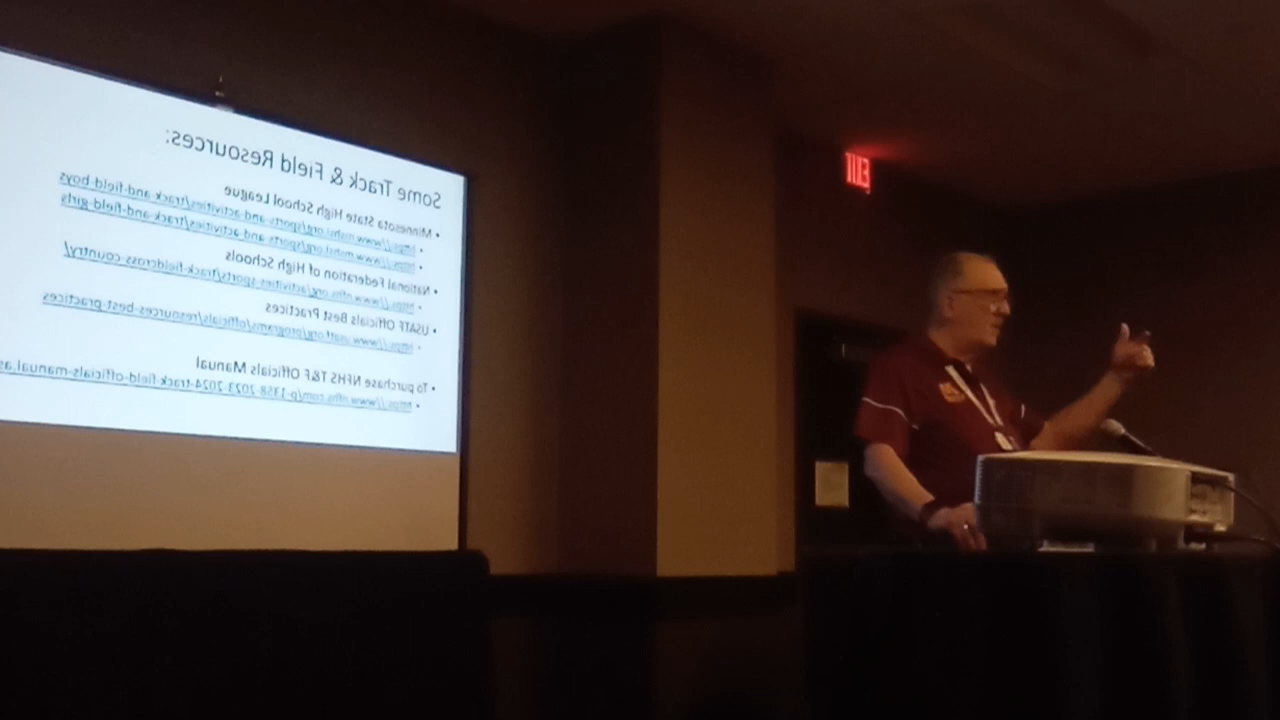 Some Track & Field Resources:
• Minnesota State High School League
• https://www.mshsl.org/sports-and-activities/track-and-field-boys
• https://www.mshsl.org/sports-and-activities/track-and-field-girls
• National Federation of High Schools
• https://www.nfhs.org/activities-sports/track-fieldcross-country/
• USATF Officials Best Practices
• https://www.usatf.org/programs/officials/resources/best-practices
• To purchase NFHS T&F Officials Manual
• https://www.nfhs.com/p-1358-2023-2024-track-field-officials-manual.as
EXIT